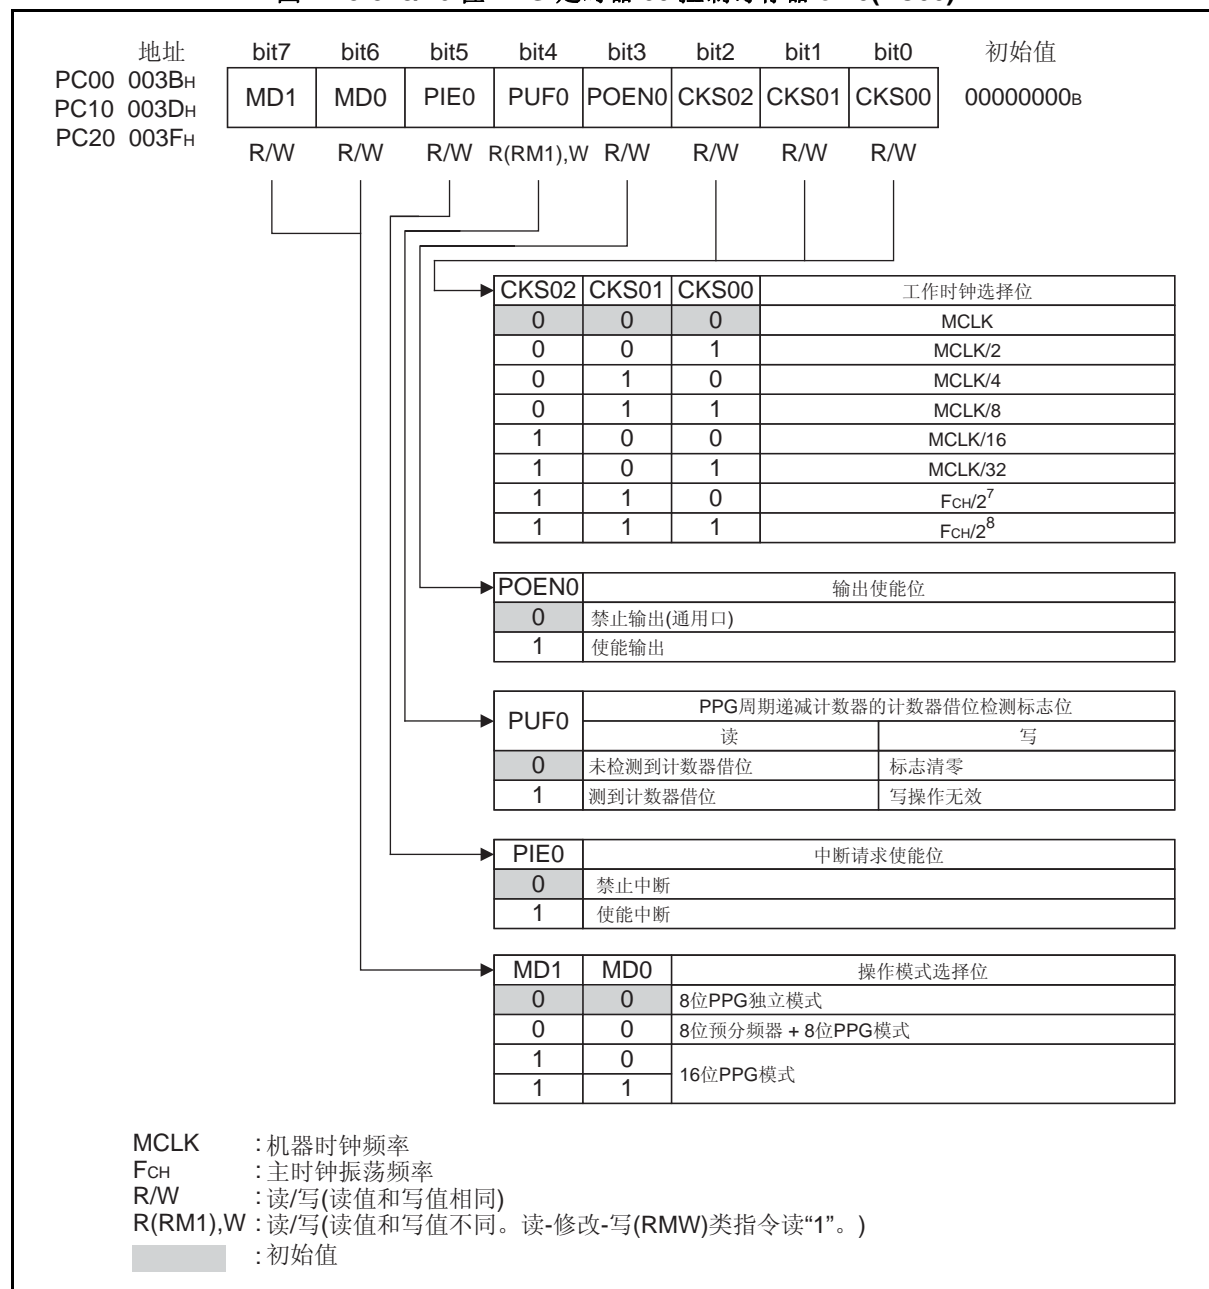 地址 bit7 bit6 bit5 bit4 bit3 bit2 bit1 bit0 初始值
PC00 003BH
PC10 003DH
PC20 003FH
MD1 MD0 PIE0 PUF0 POEN0 CKS02 CKS01 CKS00 00000000B
R/W R/W R/W R(RM1),W R/W R/W R/W R/W
CKS02 CKS01 CKS00 工作时钟选择位
0 0 0 MCLK
0 0 1 MCLK/2
0 1 0 MCLK/4
0 1 1 MCLK/8
1 0 0 MCLK/16
1 0 1 MCLK/32
1 1 0 FCH/2⁷
1 1 1 FCH/2⁸
POEN0 输出使能位
0 禁止输出(通用口)
1 使能输出
PUF0 PPG周期递减计数器的计数器借位检测标志位
读 写
0 未检测到计数器借位 标志清零
1 测到计数器借位 写操作无效
PIE0 中断请求使能位
0 禁止中断
1 使能中断
MD1 MD0 操作模式选择位
0 0 8位PPG独立模式
0 0 8位预分频器 + 8位PPG模式
1 0 16位PPG模式
1 1
MCLK :机器时钟频率
FCH :主时钟振荡频率
R/W :读/写(读值和写值相同)
R(RM1),W :读/写(读值和写值不同。读-修改-写(RMW)类指令读“1”。)
:初始值